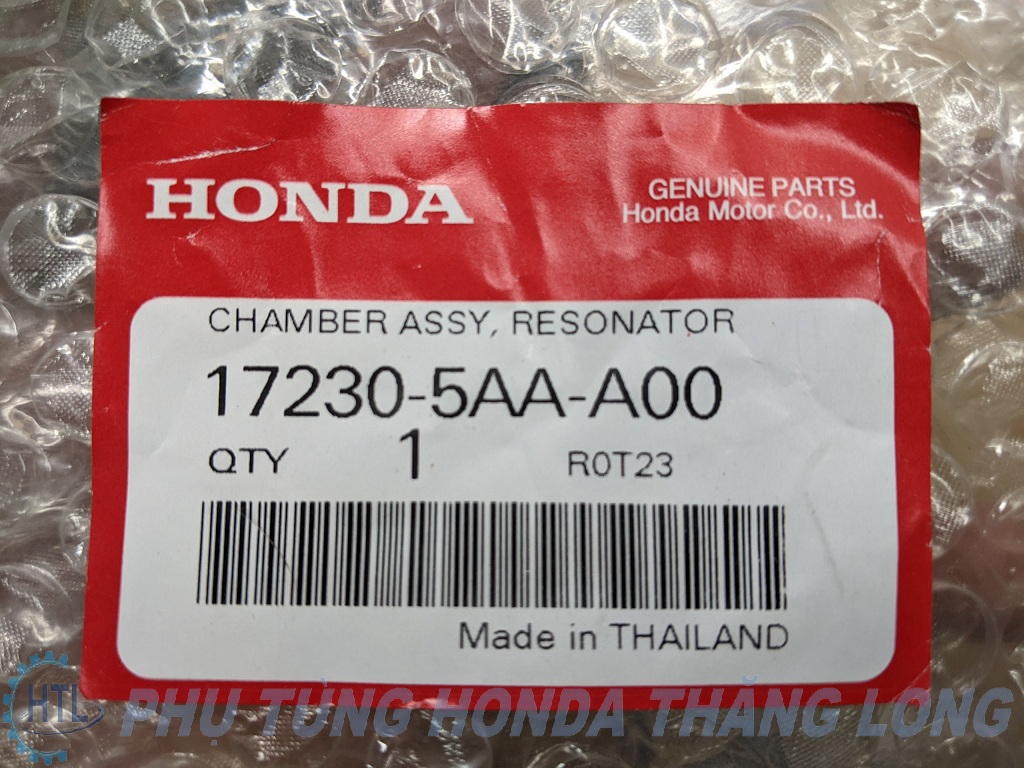 HONDA
GENUINE PARTS
Honda Motor Co., Ltd.
CHAMBER ASSY, RESONATOR
17230-5AA-A00
QTY 1 R0T23
Made in THAILAND
HTL PHỤ TÙNG HONDA THĂNG LONG